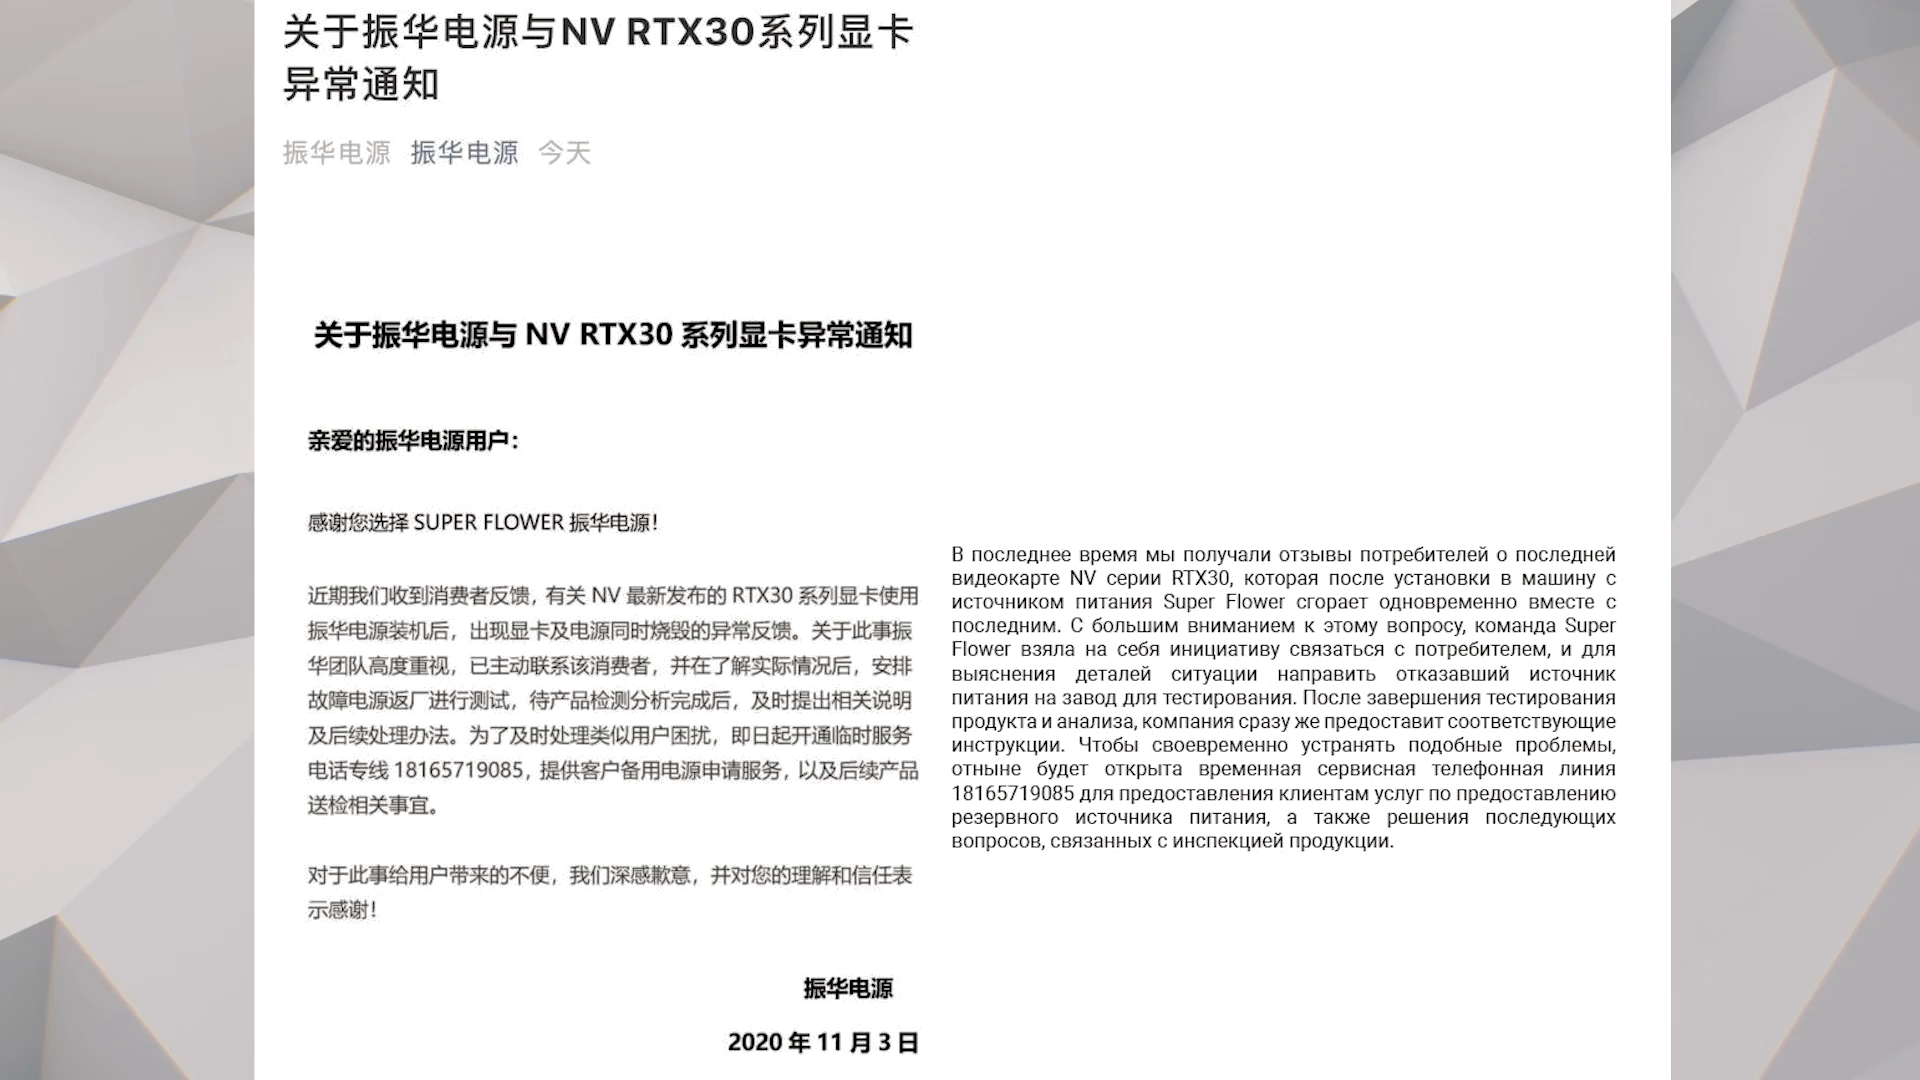 关于振华电源与NV RTX30系列显卡
异常通知
振华电源 振华电源 今天
关于振华电源与 NV RTX30 系列显卡异常通知
亲爱的振华电源用户：
感谢您选择 SUPER FLOWER 振华电源！
近期我们收到消费者反馈，有关 NV 最新发布的 RTX30 系列显卡使用
振华电源装机后，出现显卡及电源同时烧毁的异常反馈。关于此事振
华团队高度重视，已主动联系该消费者，并在了解实际情况后，安排
故障电源返厂进行测试，待产品检测分析完成后，及时提出相关说明
及后续处理办法。为了及时处理类似用户困扰，即日起开通临时服务
电话专线 18165719085，提供客户备用电源申请服务，以及后续产品
送检相关事宜。
对于此事给用户带来的不便，我们深感歉意，并对您的理解和信任表
示感谢！
振华电源
2020 年 11 月 3 日
В последнее время мы получали отзывы потребителей о последней
видеокарте NV серии RTX30, которая после установки в машину с
источником питания Super Flower сгорает одновременно вместе с
последним. С большим вниманием к этому вопросу, команда Super
Flower взяла на себя инициативу связаться с потребителем, и для
выяснения деталей ситуации направить отказавший источник
питания на завод для тестирования. После завершения тестирования
продукта и анализа, компания сразу же предоставит соответствующие
инструкции. Чтобы своевременно устранять подобные проблемы,
отныне будет открыта временная сервисная телефонная линия
18165719085 для предоставления клиентам услуг по предоставлению
резервного источника питания, а также решения последующих
вопросов, связанных с инспекцией продукции.